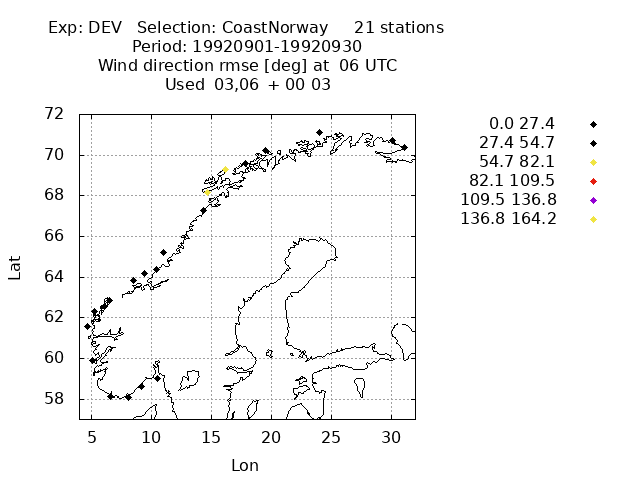 Exp: DEV Selection: CoastNorway 21 stations
Period: 19920901-19920930
Wind direction rmse [deg] at 06 UTC
Used 03,06 + 00 03
72
70
68
66
64
62
60
58
5 10 15 20 25 30
Lat
Lon
0.0 27.4
27.4 54.7
54.7 82.1
82.1 109.5
109.5 136.8
136.8 164.2